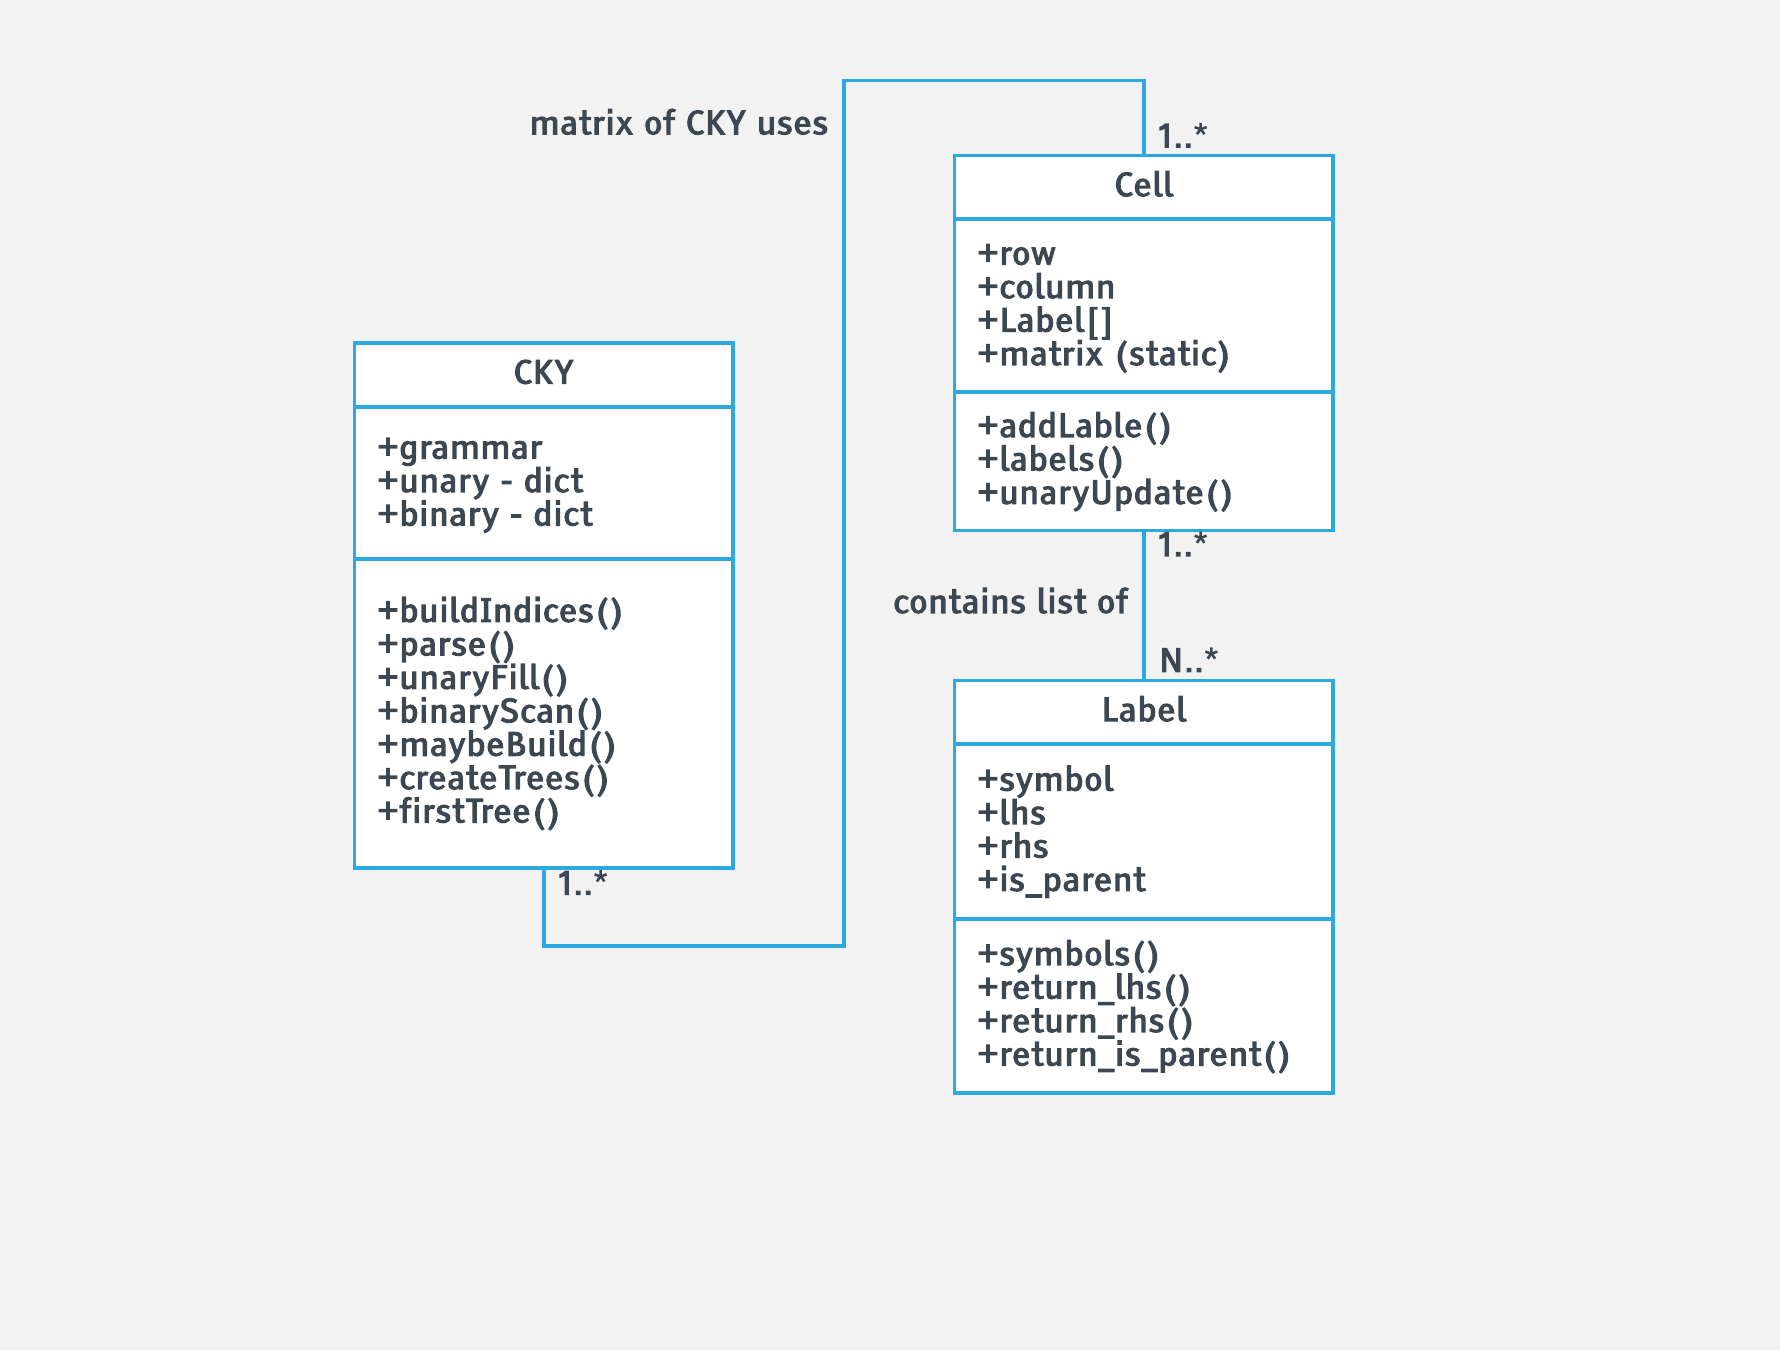 matrix of CKY uses
1..*
Cell
+row
+column
+Label[]
+matrix (static)
+addLable()
+labels()
+unaryUpdate()
1..*
contains list of
N..*
Label
+symbol
+lhs
+rhs
+is_parent
+symbols()
+return_lhs()
+return_rhs()
+return_is_parent()
CKY
+grammar
+unary - dict
+binary - dict
+buildIndices()
+parse()
+unaryFill()
+binaryScan()
+maybeBuild()
+createTrees()
+firstTree()
1..*